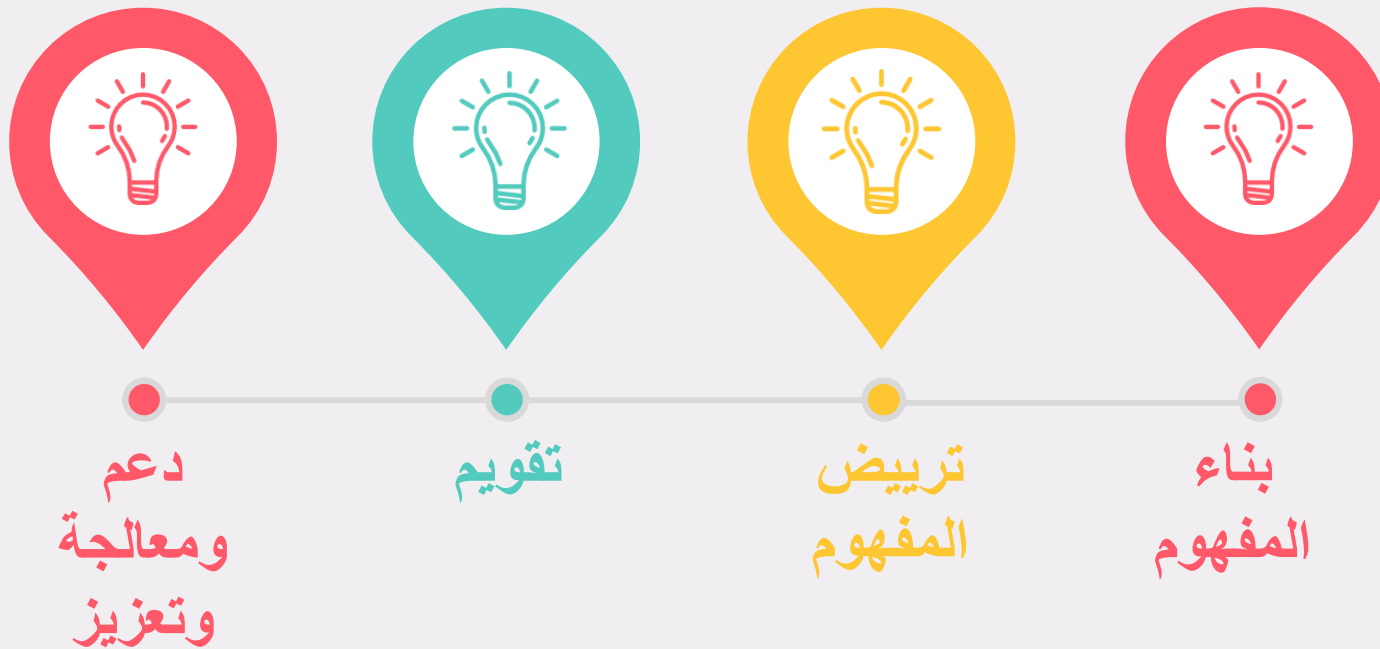 بناء
المفهوم
ترييض
المفهوم
تقويم
دعم
ومعالجة
وتعزيز